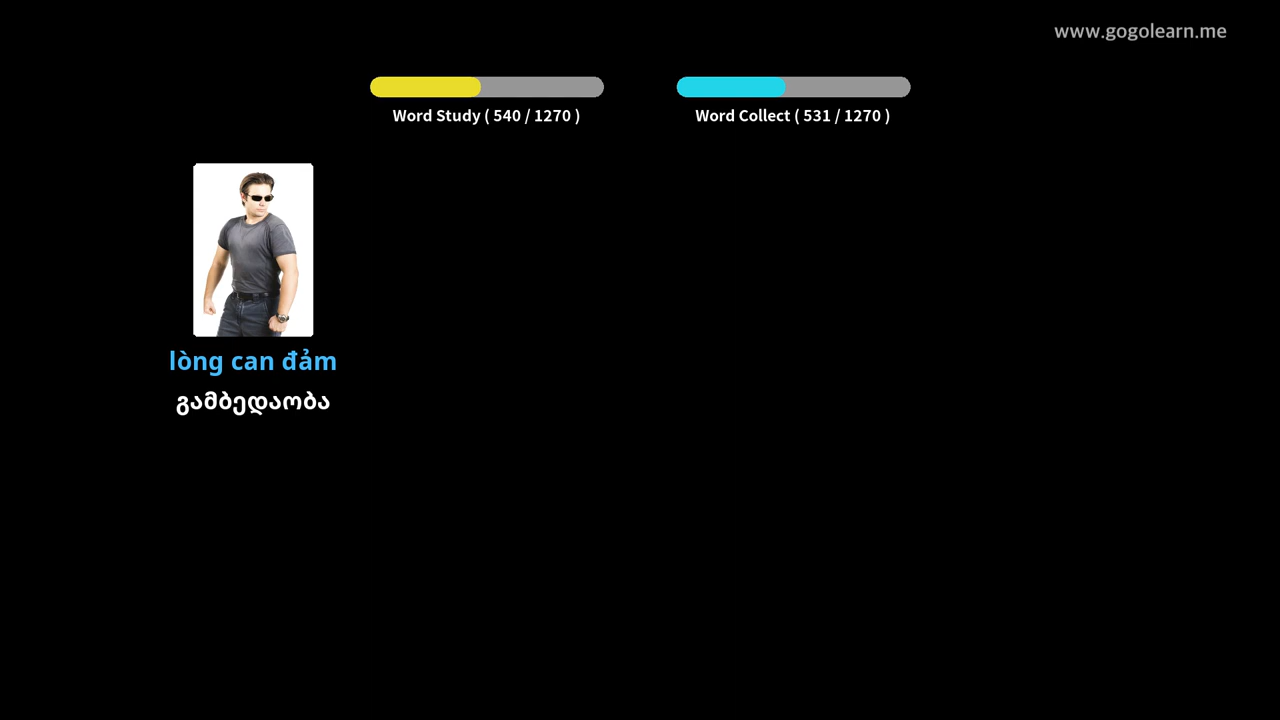 www.gogolearn.me
Word Study ( 540 / 1270 )
Word Collect ( 531 / 1270 )
lòng can đảm
გამბედაობა